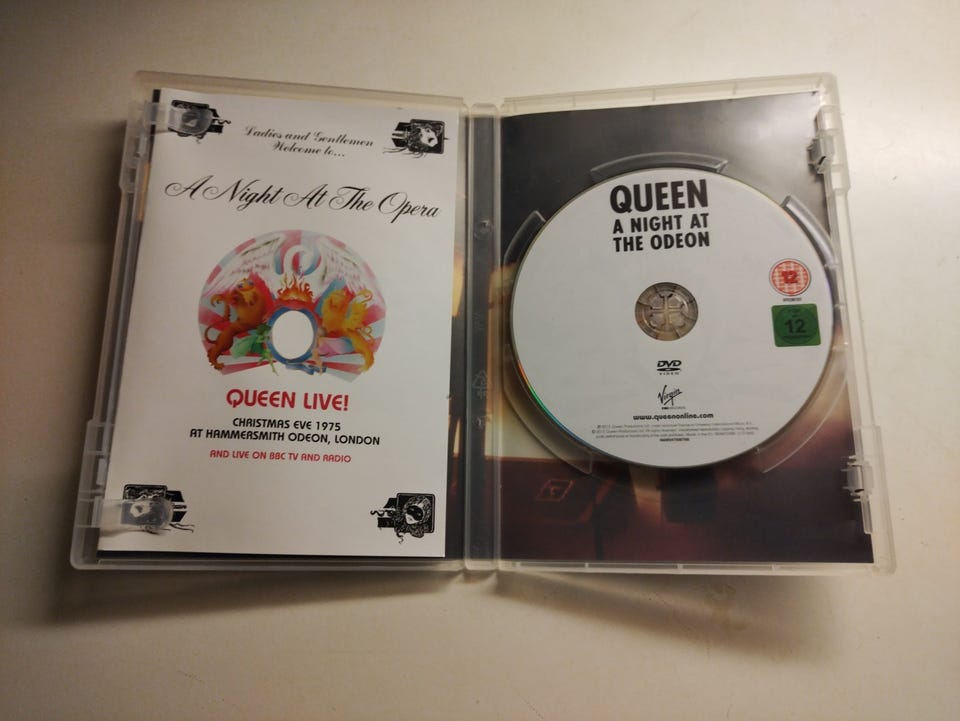 Ladies and Gentlemen
Welcome to...
A Night At The Opera
QUEEN LIVE!
CHRISTMAS EVE 1975
AT HAMMERSMITH ODEON, LONDON
AND LIVE ON BBC TV AND RADIO
QUEEN
A NIGHT AT
THE ODEON
12
12
DVD
VIDEO
Virgin
www.queenonline.com